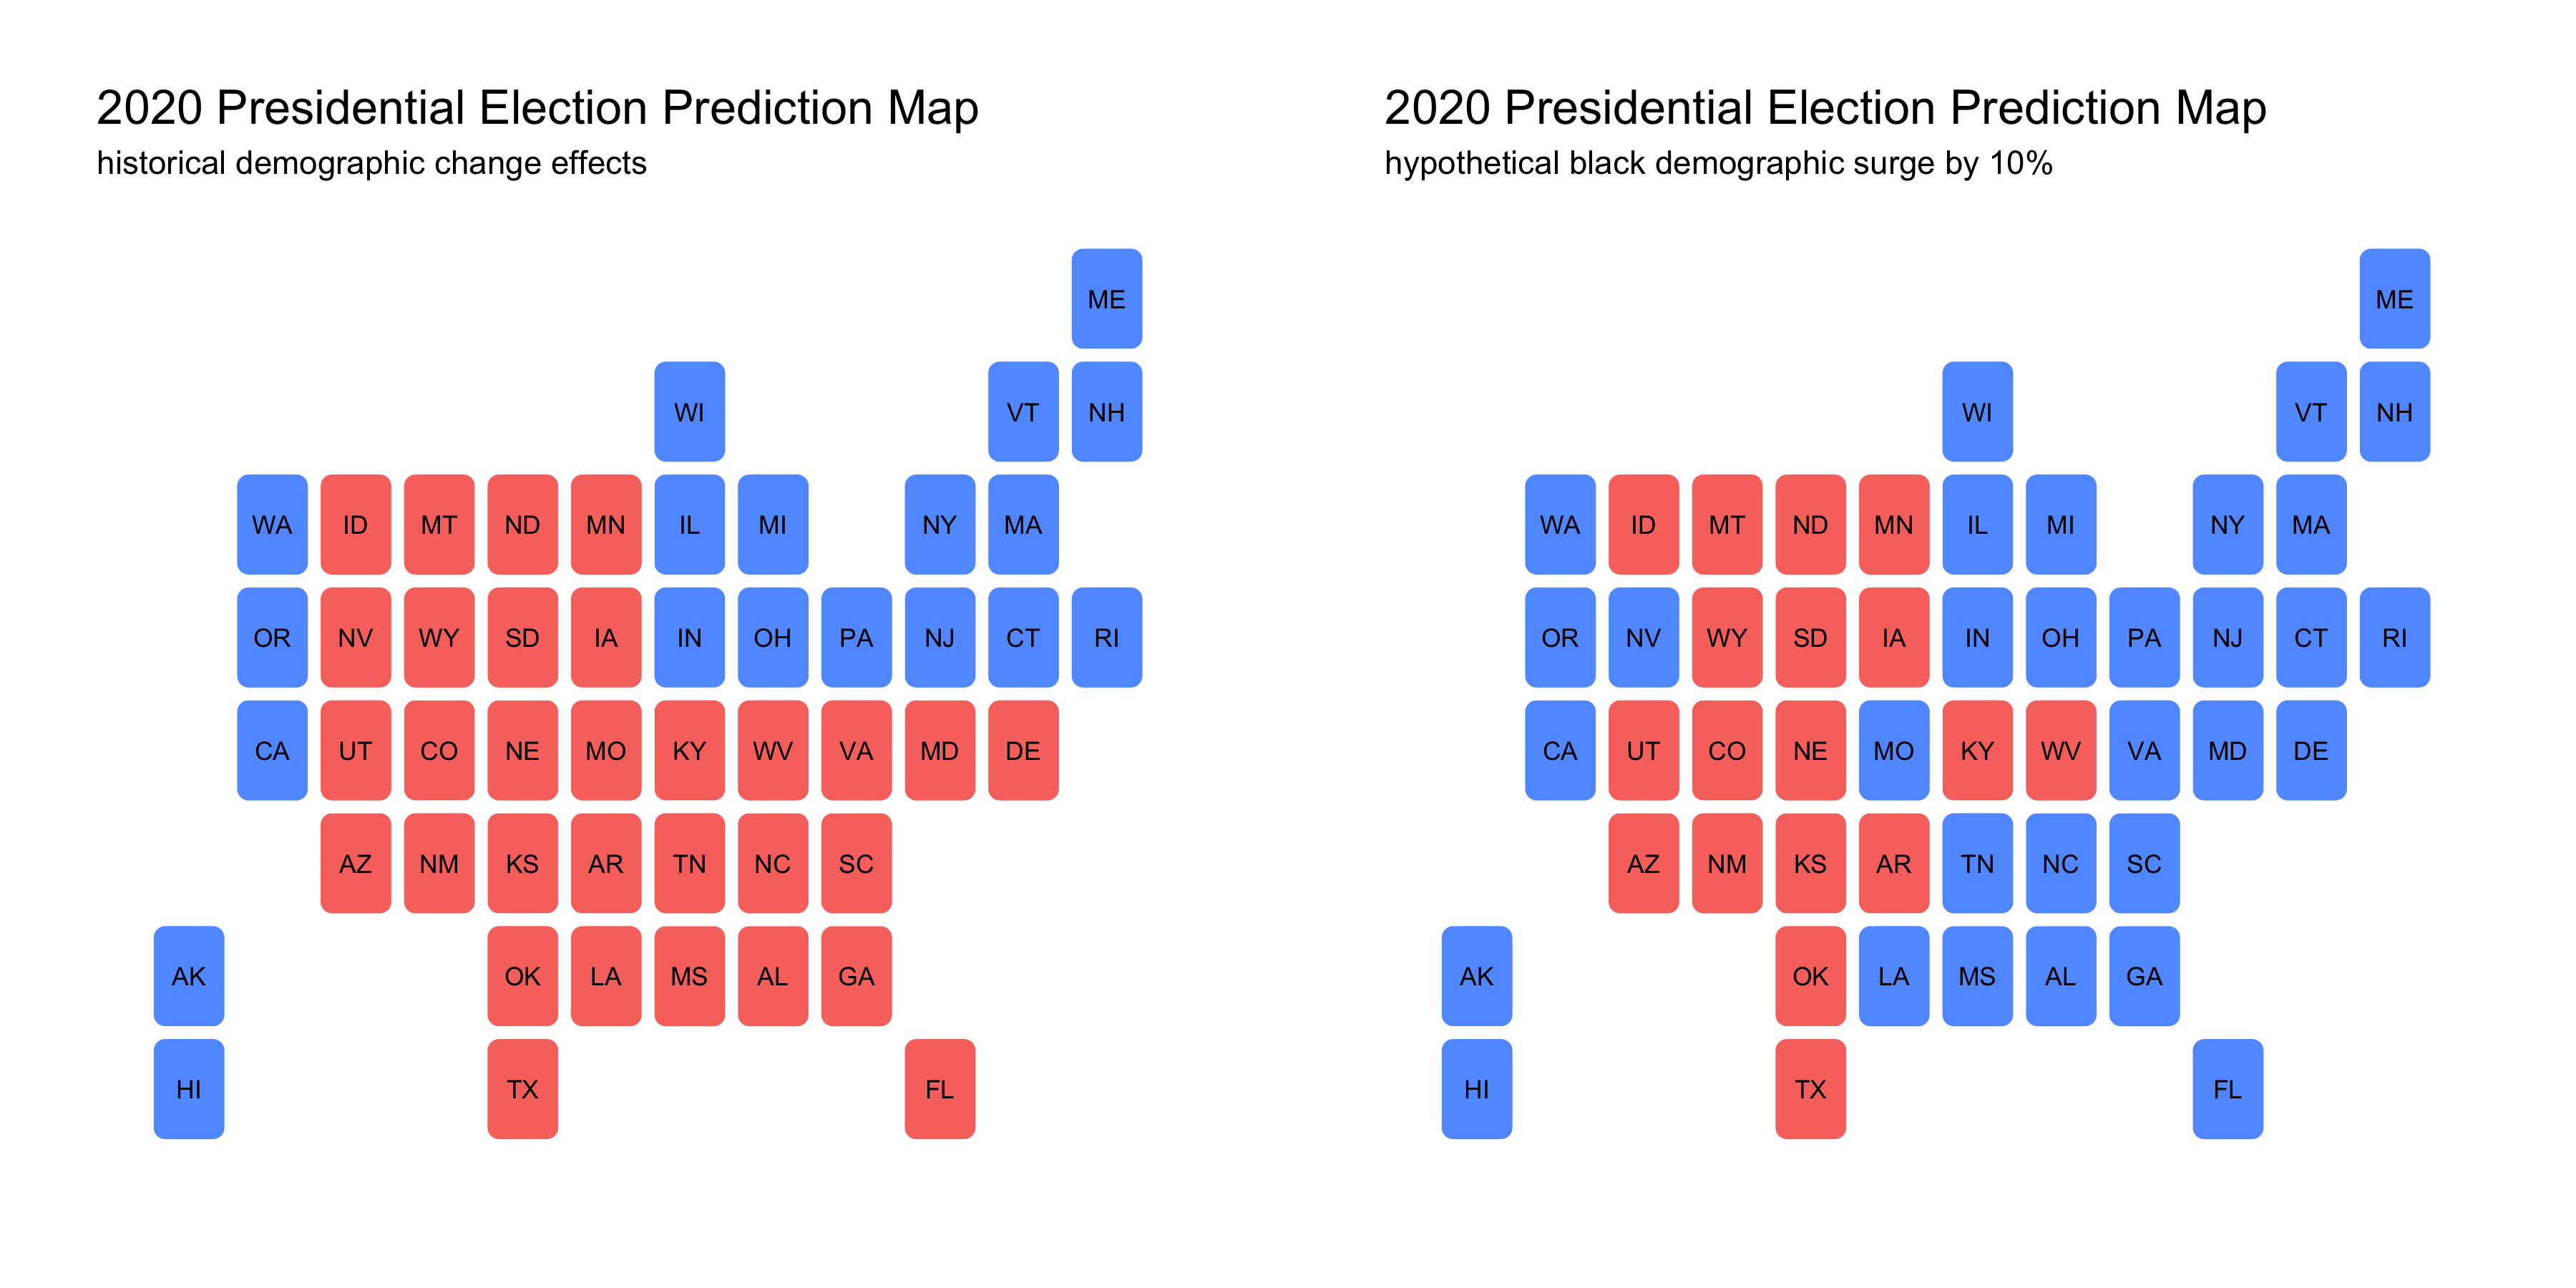 2020 Presidential Election Prediction Map
historical demographic change effects
ME
WI VT NH
WA ID MT ND MN IL MI NY MA
OR NV WY SD IA IN OH PA NJ CT RI
CA UT CO NE MO KY WV VA MD DE
AZ NM KS AR TN NC SC
AK OK LA MS AL GA
HI TX FL
2020 Presidential Election Prediction Map
hypothetical black demographic surge by 10%
ME
WI VT NH
WA ID MT ND MN IL MI NY MA
OR NV WY SD IA IN OH PA NJ CT RI
CA UT CO NE MO KY WV VA MD DE
AZ NM KS AR TN NC SC
AK OK LA MS AL GA
HI TX FL